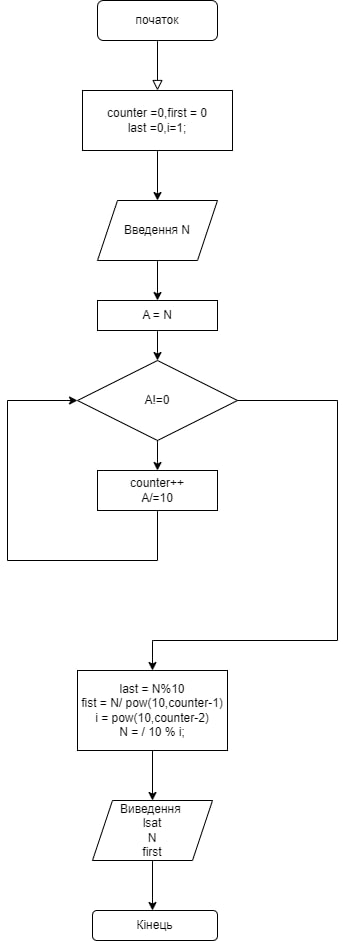 початок
counter =0,first = 0
last =0,i=1;
Введення N
A = N
A!=0
counter++
A/=10
last = N%10
fist = N/ pow(10,counter-1)
i = pow(10,counter-2)
N = / 10 % i;
Виведення
lsat
N
first
Кінець